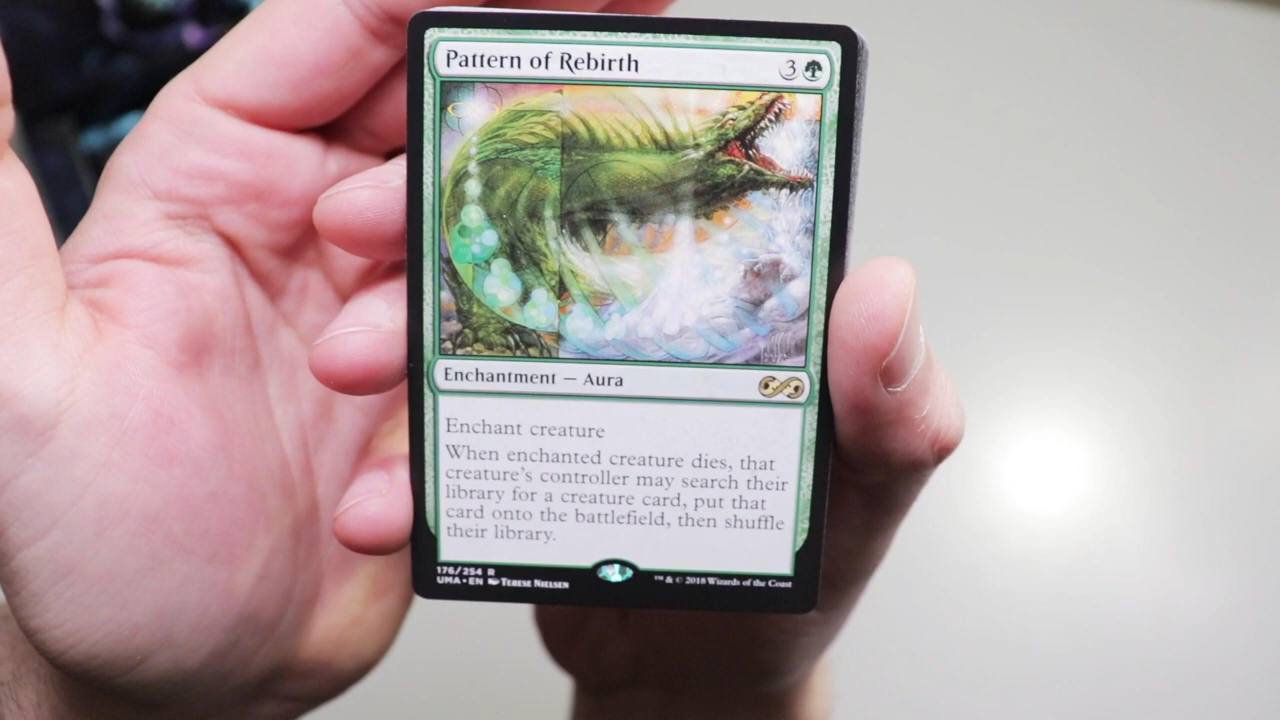 Pattern of Rebirth 3
Enchantment — Aura
Enchant creature
When enchanted creature dies, that
creature's controller may search their
library for a creature card, put that
card onto the battlefield, then shuffle
their library.
176/254 R
UMA • EN Terese Nielsen
™ & © 2018 Wizards of the Coast